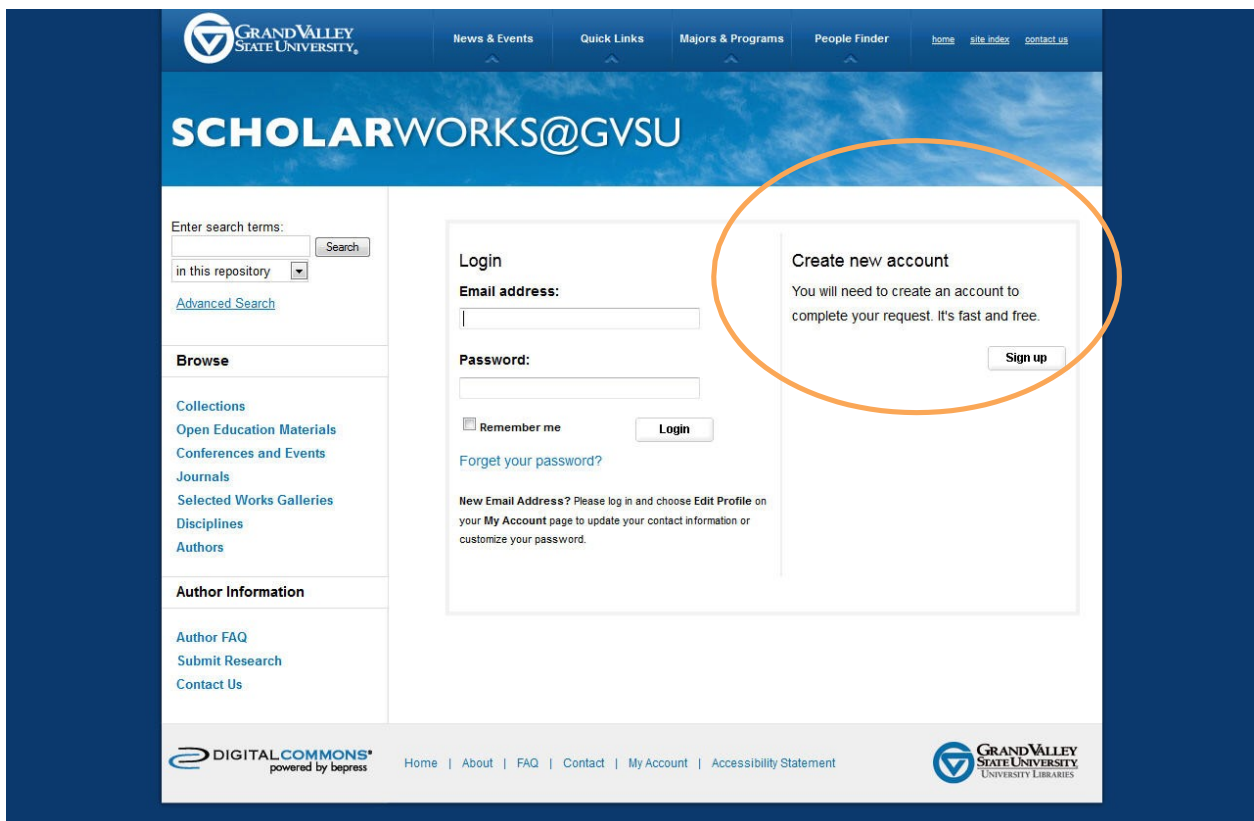 GRAND VALLEY
STATE UNIVERSITY®
News & Events
Quick Links
Majors & Programs
People Finder
home
site index
contact us
SCHOLARWORKS@GVSU
Enter search terms:
Search
in this repository
Advanced Search
Browse
Collections
Open Education Materials
Conferences and Events
Journals
Selected Works Galleries
Disciplines
Authors
Author Information
Author FAQ
Submit Research
Contact Us
Login
Email address:
Password:
Remember me
Login
Forget your password?
New Email Address? Please log in and choose Edit Profile on
your My Account page to update your contact information or
customize your password.
Create new account
You will need to create an account to
complete your request. It's fast and free.
Sign up
DIGITALCOMMONS®
powered by bepress
Home | About | FAQ | Contact | My Account | Accessibility Statement
GRAND VALLEY
STATE UNIVERSITY
UNIVERSITY LIBRARIES